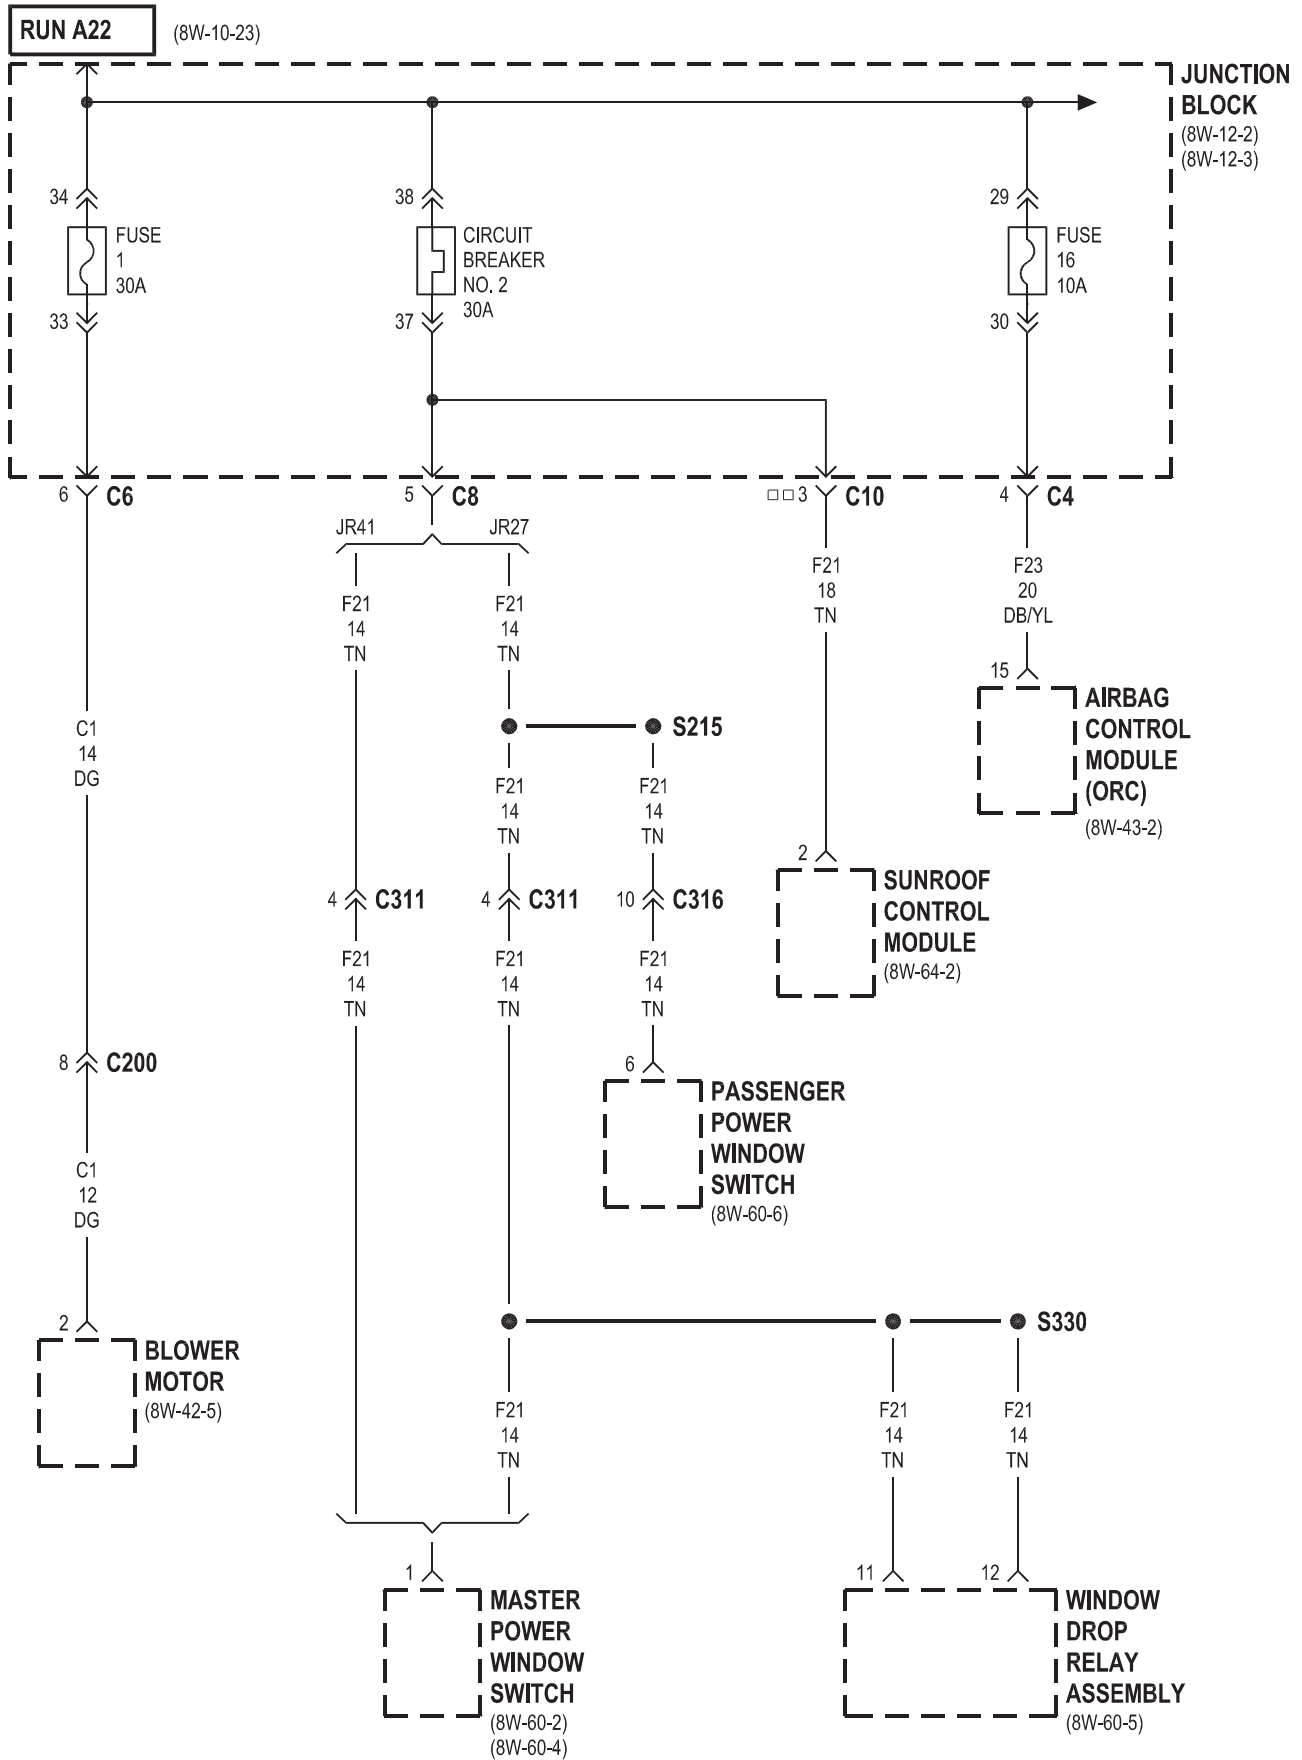 RUN A22
(8W-10-23)
JUNCTION
BLOCK
(8W-12-2)
(8W-12-3)
34
FUSE
1
30A
33
38
CIRCUIT
BREAKER
NO. 2
30A
37
29
FUSE
16
10A
30
6
C6
5
C8
□□3
C10
4
C4
JR41
JR27
F21
14
TN
F21
14
TN
F21
18
TN
F23
20
DB/YL
15
AIRBAG
CONTROL
MODULE
(ORC)
(8W-43-2)
C1
14
DG
S215
F21
14
TN
F21
14
TN
2
SUNROOF
CONTROL
MODULE
(8W-64-2)
4
C311
4
C311
10
C316
F21
14
TN
F21
14
TN
F21
14
TN
8
C200
6
PASSENGER
POWER
WINDOW
SWITCH
(8W-60-6)
C1
12
DG
2
BLOWER
MOTOR
(8W-42-5)
S330
F21
14
TN
F21
14
TN
F21
14
TN
1
MASTER
POWER
WINDOW
SWITCH
(8W-60-2)
(8W-60-4)
11
12
WINDOW
DROP
RELAY
ASSEMBLY
(8W-60-5)